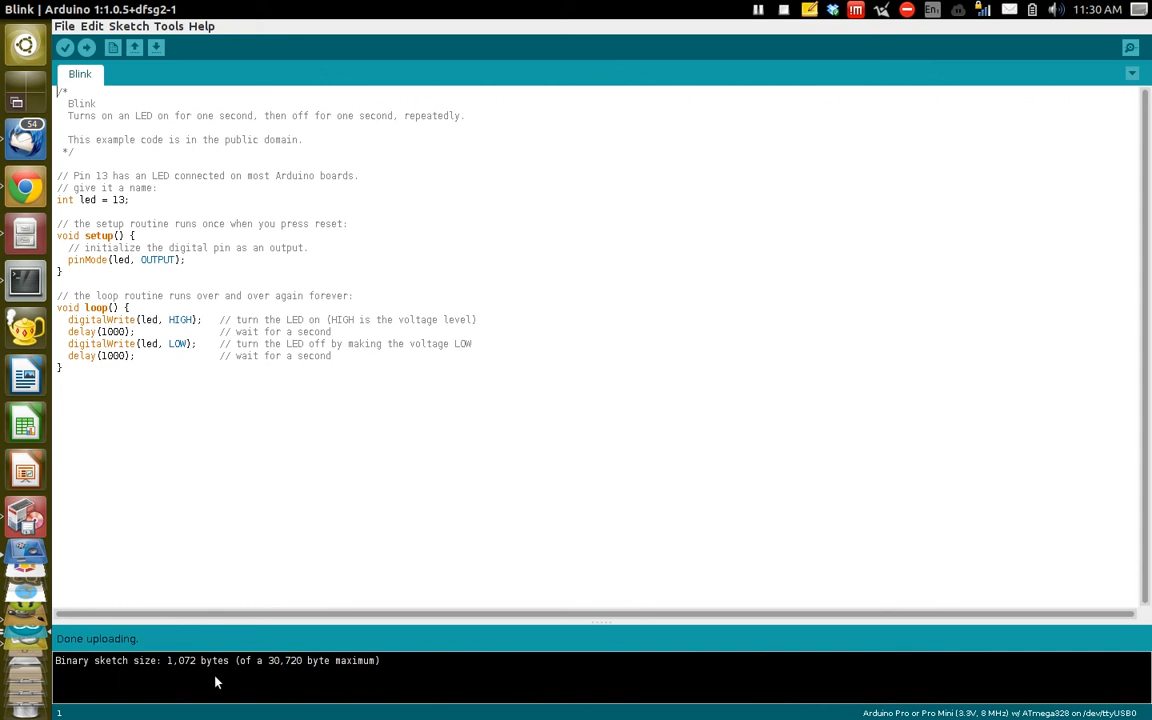 Blink | Arduino 1:1.0.5+dfsg2-1
En1
11:30 AM
File Edit Sketch Tools Help
Blink
/*
Blink
Turns on an LED on for one second, then off for one second, repeatedly.
This example code is in the public domain.
*/
// Pin 13 has an LED connected on most Arduino boards.
// give it a name:
int led = 13;
// the setup routine runs once when you press reset:
void setup() {
// initialize the digital pin as an output.
pinMode(led, OUTPUT);
}
// the loop routine runs over and over again forever:
void loop() {
digitalWrite(led, HIGH); // turn the LED on (HIGH is the voltage level)
delay(1000); // wait for a second
digitalWrite(led, LOW); // turn the LED off by making the voltage LOW
delay(1000); // wait for a second
}
54
Done uploading.
Binary sketch size: 1,072 bytes (of a 30,720 byte maximum)
1
Arduino Pro or Pro Mini (3.3V, 8 MHz) w/ ATmega328 on /dev/ttyUSB0